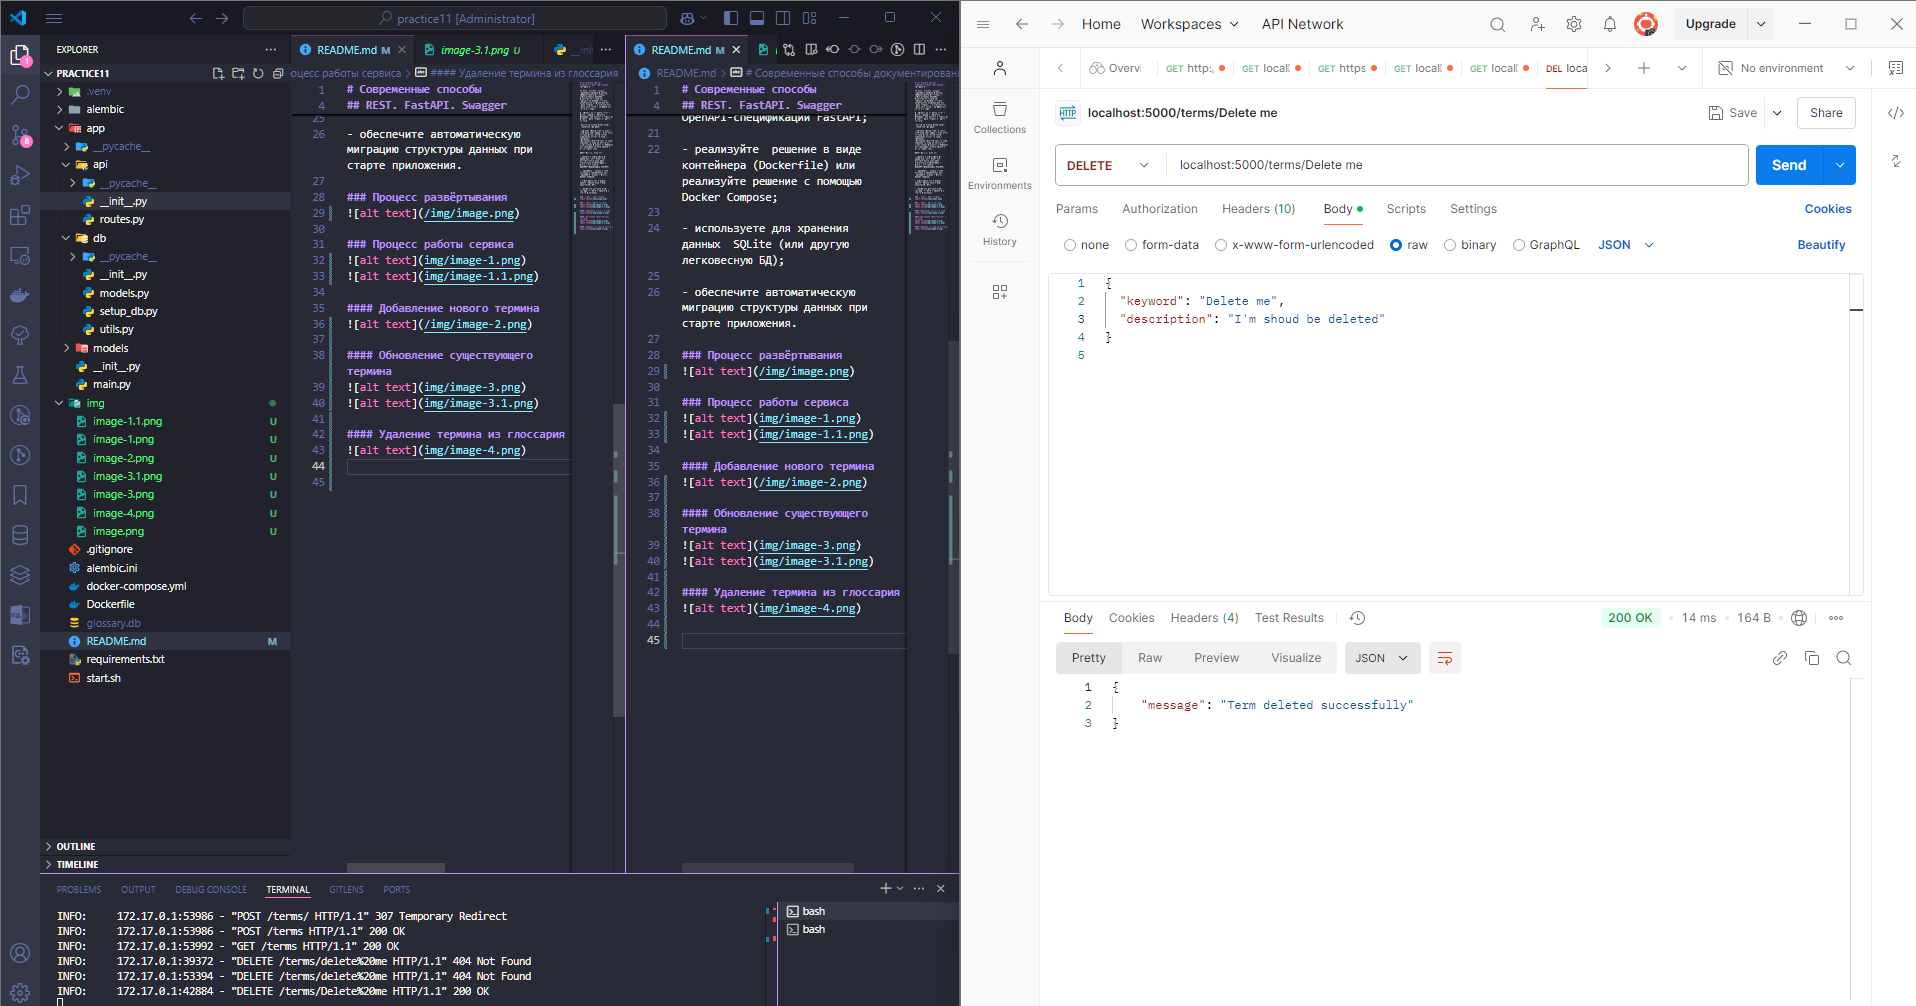 practice11 [Administrator]
EXPLORER
PRACTICE11
.venv
alembic
app
__pycache__
api
__pycache__
__init__.py
routes.py
db
__pycache__
__init__.py
models.py
setup_db.py
utils.py
models
__init__.py
main.py
img
image-1.1.png U
image-1.png U
image-2.png U
image-3.1.png U
image-3.png U
image-4.png U
image.png U
.gitignore
alembic.ini
docker-compose.yml
Dockerfile
glossary.db
README.md M
requirements.txt
start.sh
OUTLINE
TIMELINE
README.md M
image-3.1.png U
оцесс работы сервиса > #### Удаление термина из глоссария
1 # Современные способы
4 ## REST. FastAPI. Swagger
25
26 - обеспечите автоматическую
миграцию структуры данных при
старте приложения.
27
28 ### Процесс развёртывания
29 ![alt text](/img/image.png)
30
31 ### Процесс работы сервиса
32 ![alt text](img/image-1.png)
33 ![alt text](img/image-1.1.png)
34
35 #### Добавление нового термина
36 ![alt text](/img/image-2.png)
37
38 #### Обновление существующего
термина
39 ![alt text](img/image-3.png)
40 ![alt text](img/image-3.1.png)
41
42 #### Удаление термина из глоссария
43 ![alt text](img/image-4.png)
44
45
README.md M
README.md > # Современные способы документирован
1 # Современные способы
4 ## REST. FastAPI. Swagger
OpenAPI-спецификации FastAPI;
21
22 - реализуйте решение в виде
контейнера (Dockerfile) или
реализуйте решение с помощью
Docker Compose;
23
24 - используете для хранения
данных SQLite (или другую
легковесную БД);
25
26 - обеспечите автоматическую
миграцию структуры данных при
старте приложения.
27
28 ### Процесс развёртывания
29 ![alt text](/img/image.png)
30
31 ### Процесс работы сервиса
32 ![alt text](img/image-1.png)
33 ![alt text](img/image-1.1.png)
34
35 #### Добавление нового термина
36 ![alt text](/img/image-2.png)
37
38 #### Обновление существующего
термина
39 ![alt text](img/image-3.png)
40 ![alt text](img/image-3.1.png)
41
42 #### Удаление термина из глоссария
43 ![alt text](img/image-4.png)
44
45
PROBLEMS OUTPUT DEBUG CONSOLE TERMINAL GITLENS PORTS
INFO: 172.17.0.1:53986 - "POST /terms/ HTTP/1.1" 307 Temporary Redirect
INFO: 172.17.0.1:53986 - "POST /terms HTTP/1.1" 200 OK
INFO: 172.17.0.1:53992 - "GET /terms HTTP/1.1" 200 OK
INFO: 172.17.0.1:39372 - "DELETE /terms/delete%20me HTTP/1.1" 404 Not Found
INFO: 172.17.0.1:53394 - "DELETE /terms/delete%20me HTTP/1.1" 404 Not Found
INFO: 172.17.0.1:42884 - "DELETE /terms/Delete%20me HTTP/1.1" 200 OK
bash
bash
Home Workspaces API Network Upgrade
Overvi GET http:, GET locall GET https GET locall GET locall DEL loca No environment
Collections
Environments
History
HTTP localhost:5000/terms/Delete me Save Share
DELETE localhost:5000/terms/Delete me Send
Params Authorization Headers (10) Body Scripts Settings Cookies
none form-data x-www-form-urlencoded raw binary GraphQL JSON Beautify
1 {
2 "keyword": "Delete me",
3 "description": "I'm shoud be deleted"
4 }
5
Body Cookies Headers (4) Test Results 200 OK 14 ms 164 B
Pretty Raw Preview Visualize JSON
1 {
2 "message": "Term deleted successfully"
3 }